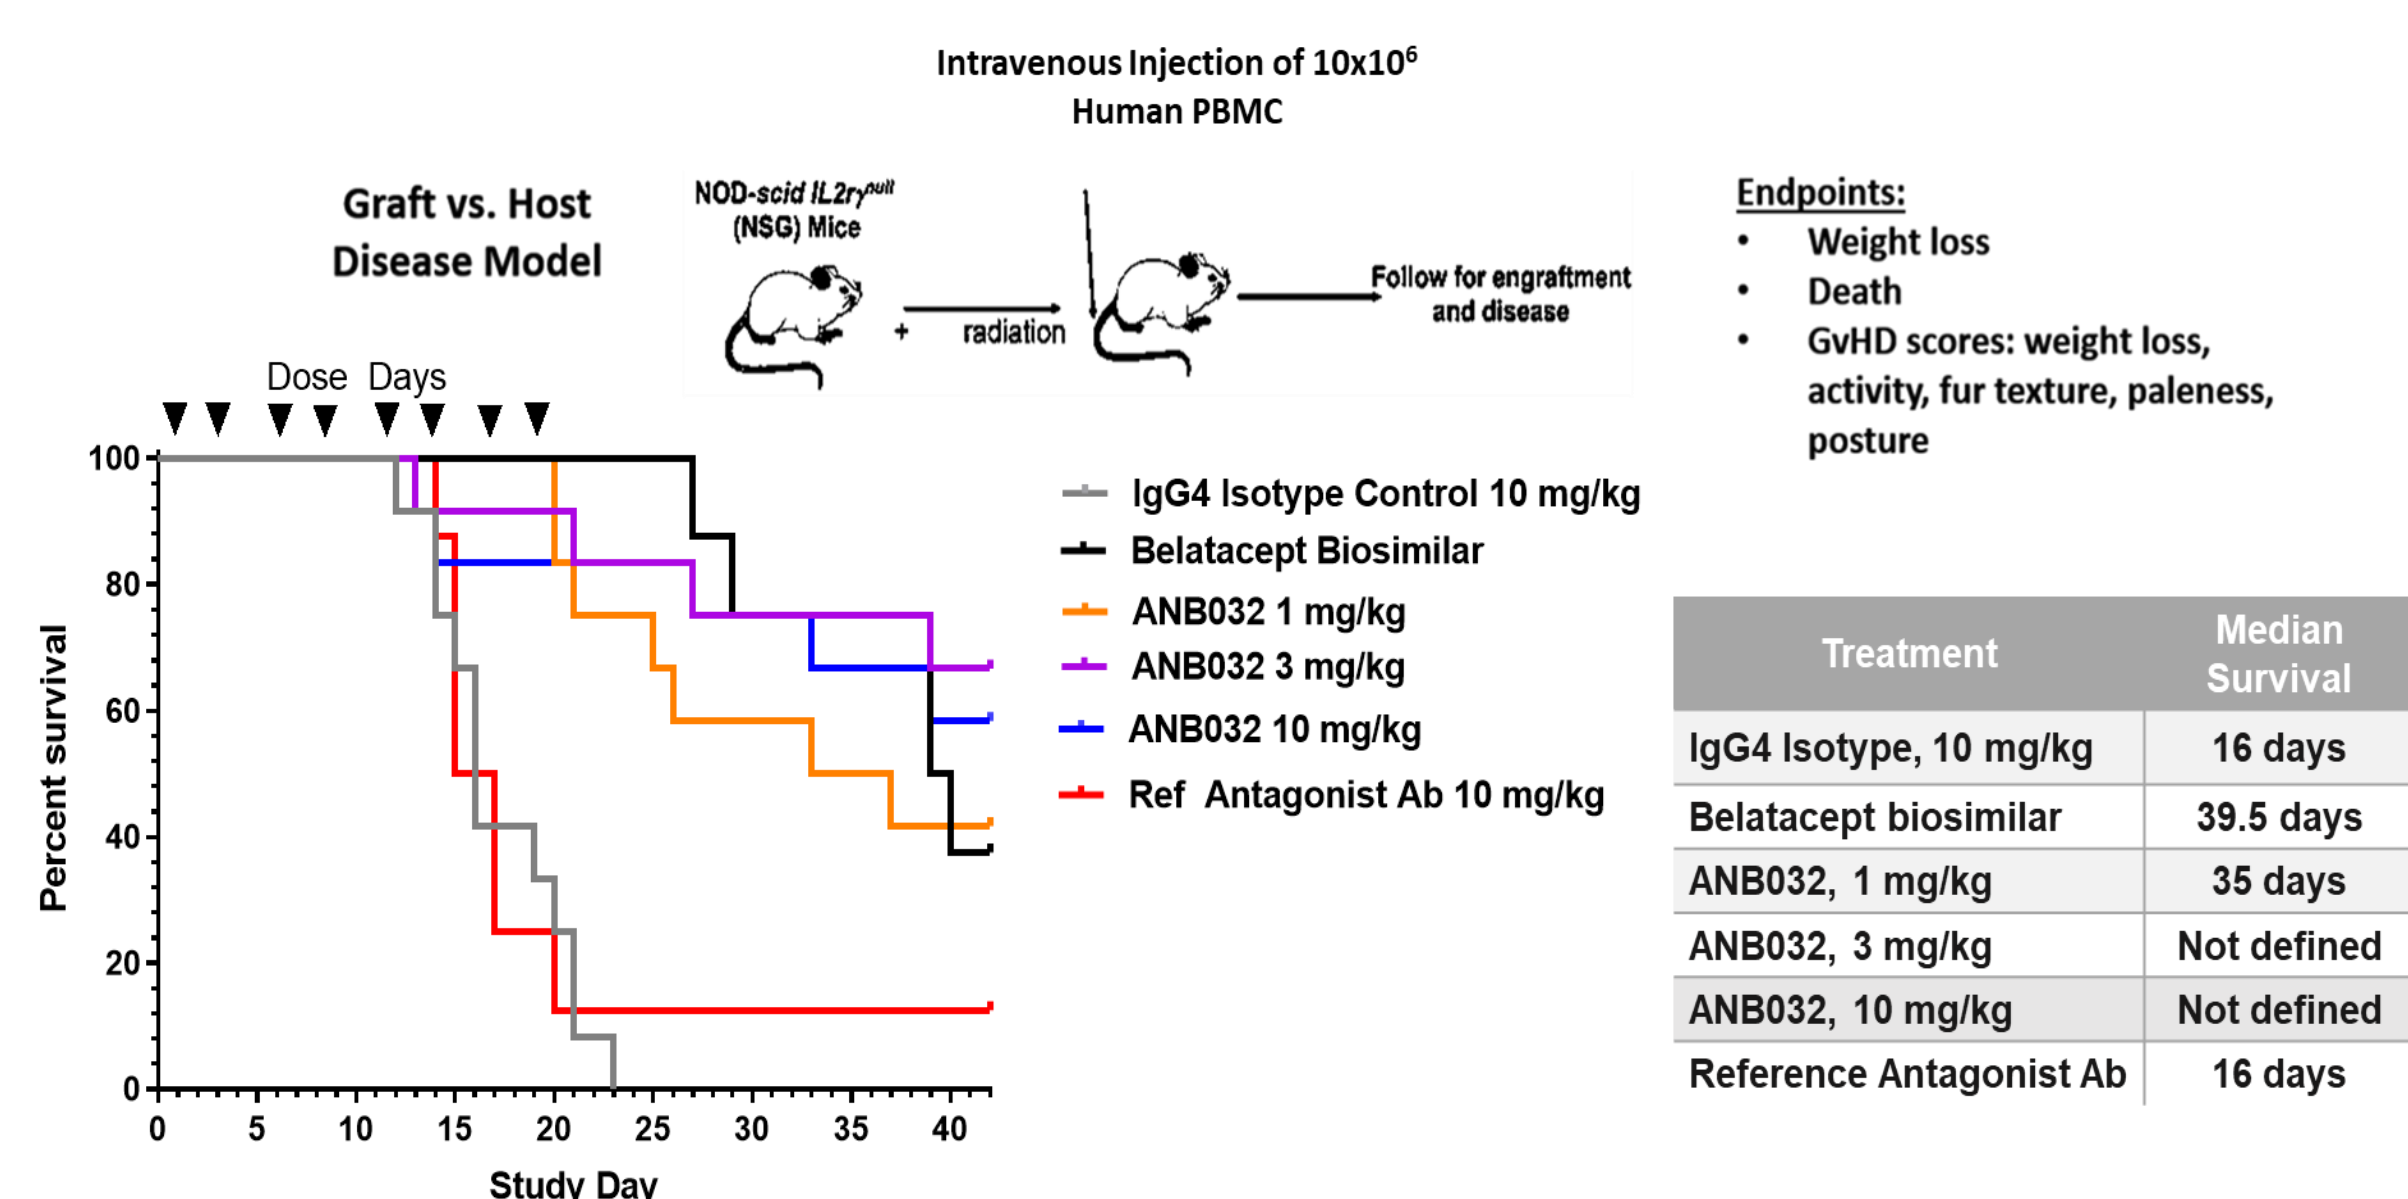 Intravenous Injection of 10x10⁶
Human PBMC
Graft vs. Host
Disease Model
NOD-scid IL2rγⁿᵘˡˡ
(NSG) Mice
+
radiation
Follow for engraftment
and disease
Endpoints:
• Weight loss
• Death
• GvHD scores: weight loss,
activity, fur texture, paleness,
posture
Dose Days
Percent survival
100
80
60
40
20
0
0 5 10 15 20 25 30 35 40
Study Day
IgG4 Isotype Control 10 mg/kg
Belatacept Biosimilar
ANB032 1 mg/kg
ANB032 3 mg/kg
ANB032 10 mg/kg
Ref Antagonist Ab 10 mg/kg
Treatment Median
Survival
IgG4 Isotype, 10 mg/kg 16 days
Belatacept biosimilar 39.5 days
ANB032, 1 mg/kg 35 days
ANB032, 3 mg/kg Not defined
ANB032, 10 mg/kg Not defined
Reference Antagonist Ab 16 days